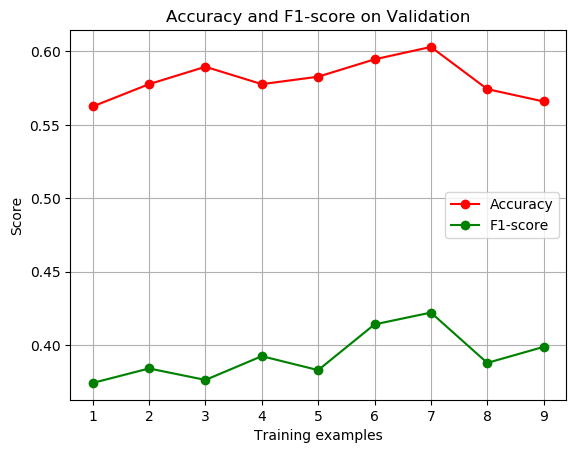 Accuracy and F1-score on Validation
Score
0.60
0.55
0.50
0.45
0.40
Accuracy
F1-score
1 2 3 4 5 6 7 8 9
Training examples